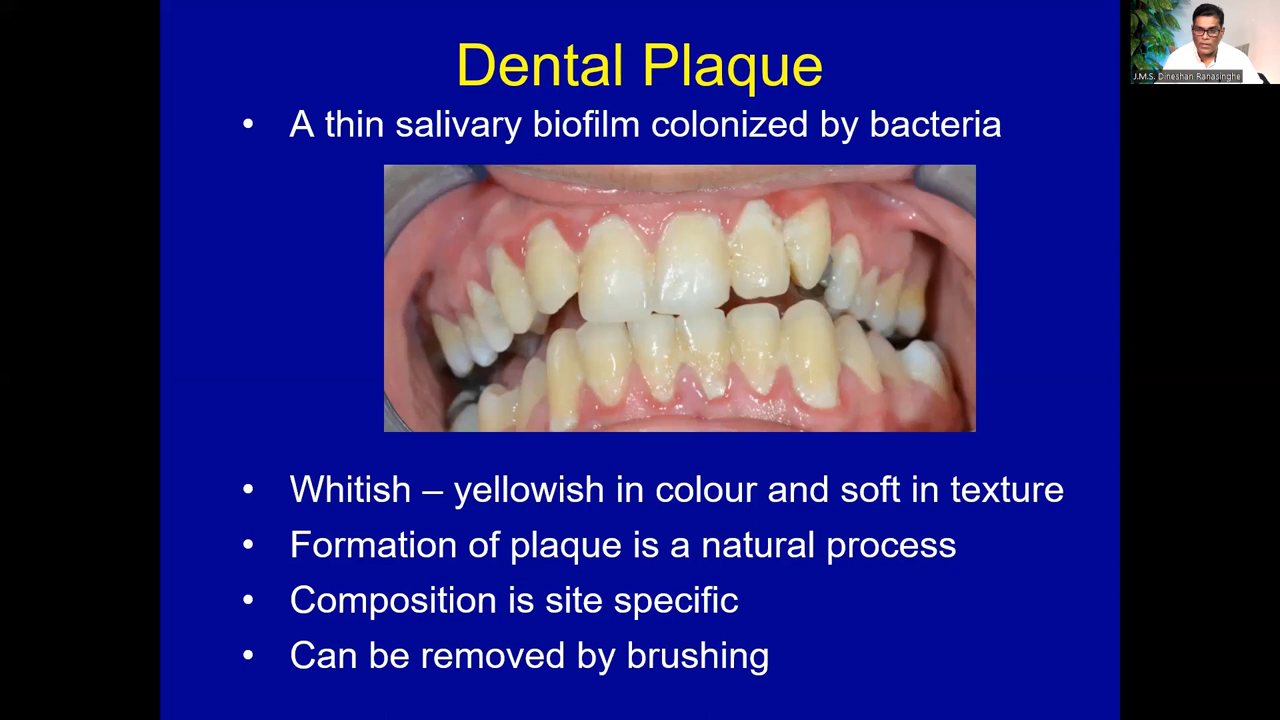 Dental Plaque
• A thin salivary biofilm colonized by bacteria
• Whitish – yellowish in colour and soft in texture
• Formation of plaque is a natural process
• Composition is site specific
• Can be removed by brushing
J.M.S. Dineshan Ranasinghe